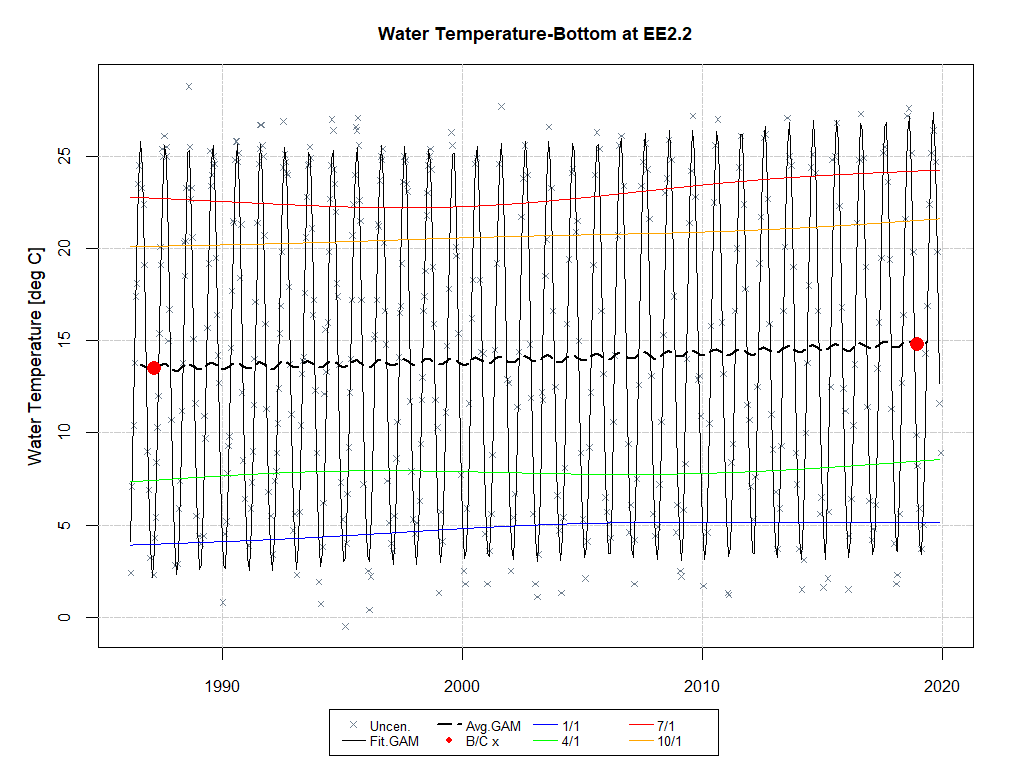 Water Temperature-Bottom at EE2.2
Water Temperature [deg C]
25
20
15
10
5
0
1990 2000 2010 2020
Uncen. Avg.GAM 1/1 7/1
Fit.GAM B/C x 4/1 10/1